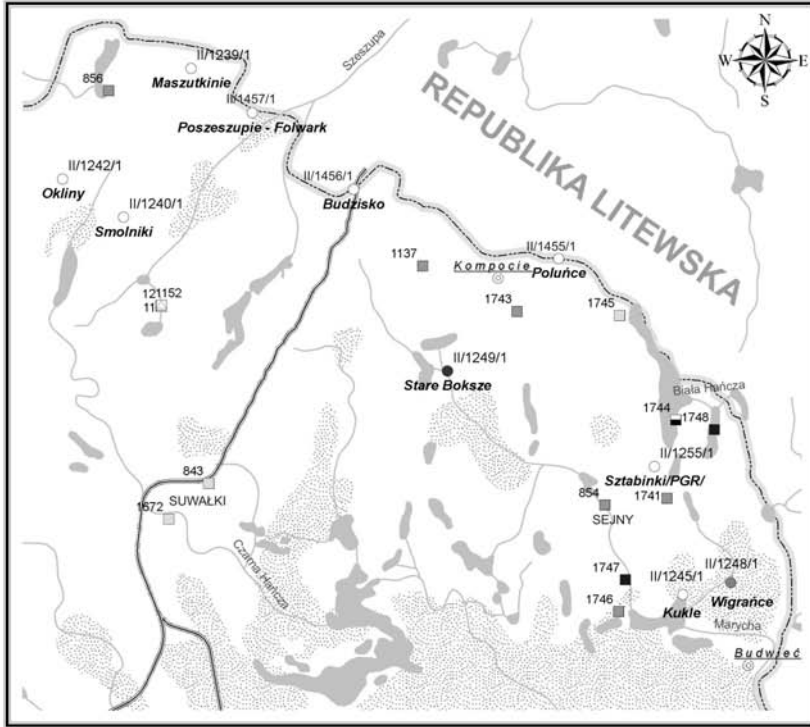 N
W E
S
II/1239/1
Maszutkinie
856
Szeszupa
II/1457/1
Poszeszupie - Folwark
REPUBLIKA LITEWSKA
II/1242/1
Okliny
II/1456/1
Budzisko
II/1240/1
Smolniki
II/1455/1
Poluńce
1137
Kompocie
1743
1745
1152
II/1249/1
Stare Boksze
Biała Hańcza
1744
1748
II/1255/1
Sztabinki/PGR/
843
SUWAŁKI
1672
854
SEJNY
1741
Czarna Hańcza
1747
II/1245/1
II/1248/1
1746
Kukle
Wigrańce
Marycha
Budwieć